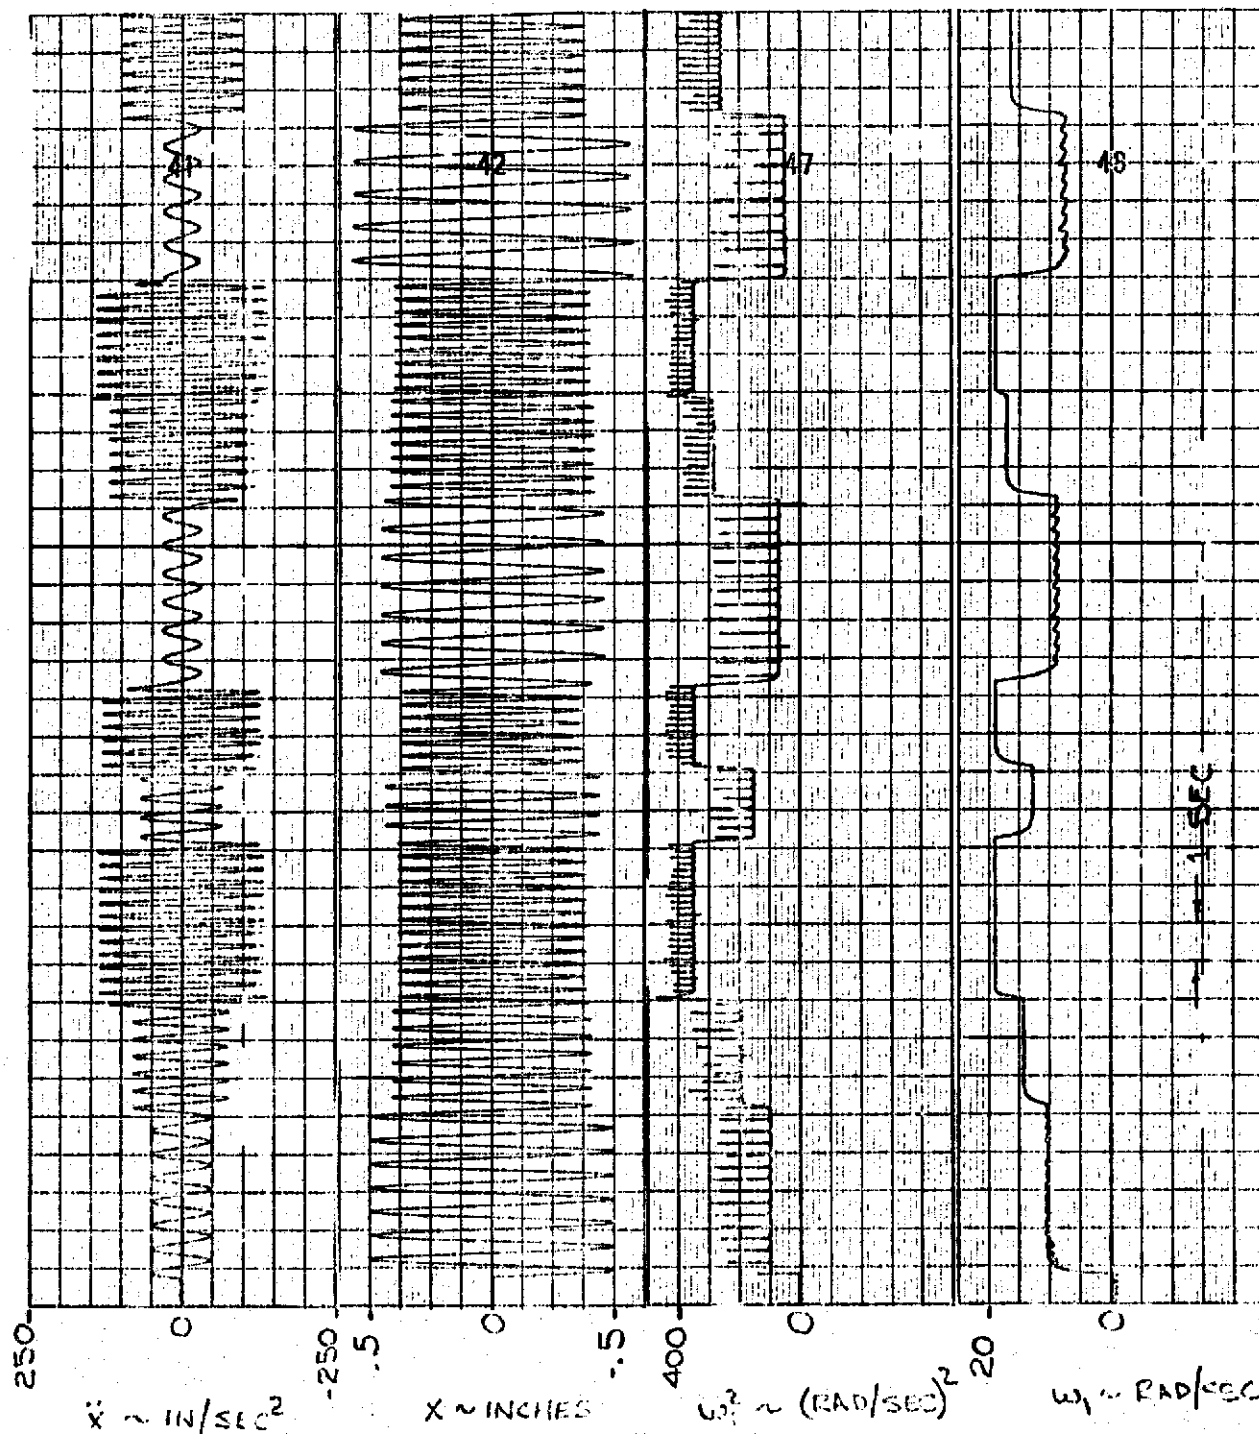 41 42 47 46
1 SEC
250 0 -250 -.5 0 -.5 400 0 20 0
ẍ ~ IN/SEC² X ~ INCHES ω₁² ~ (RAD/SEC)² ω₁ ~ RAD/SEC